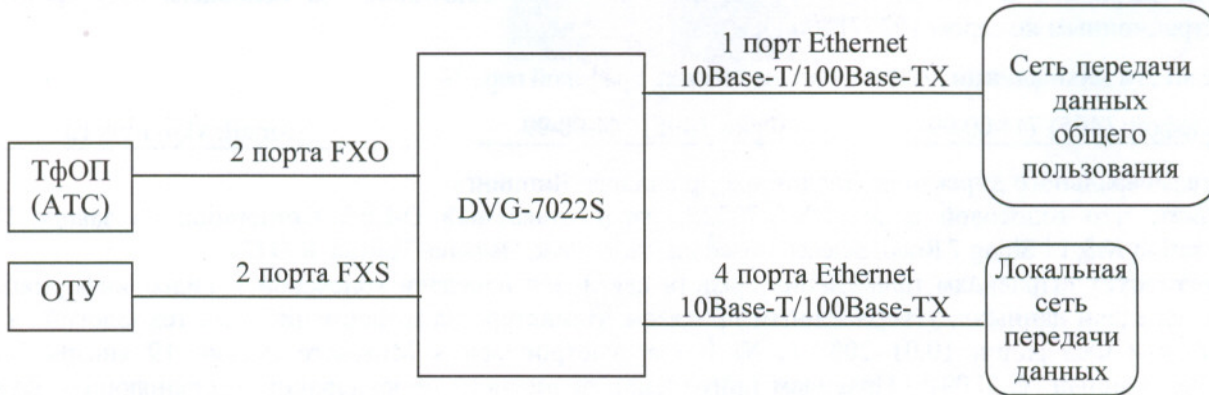 1 порт Ethernet
10Base-T/100Base-TX
Сеть передачи
данных
общего
пользования
ТфОП
(АТС)
2 порта FXO
DVG-7022S
ОТУ
2 порта FXS
4 порта Ethernet
10Base-T/100Base-TX
Локальная
сеть
передачи
данных